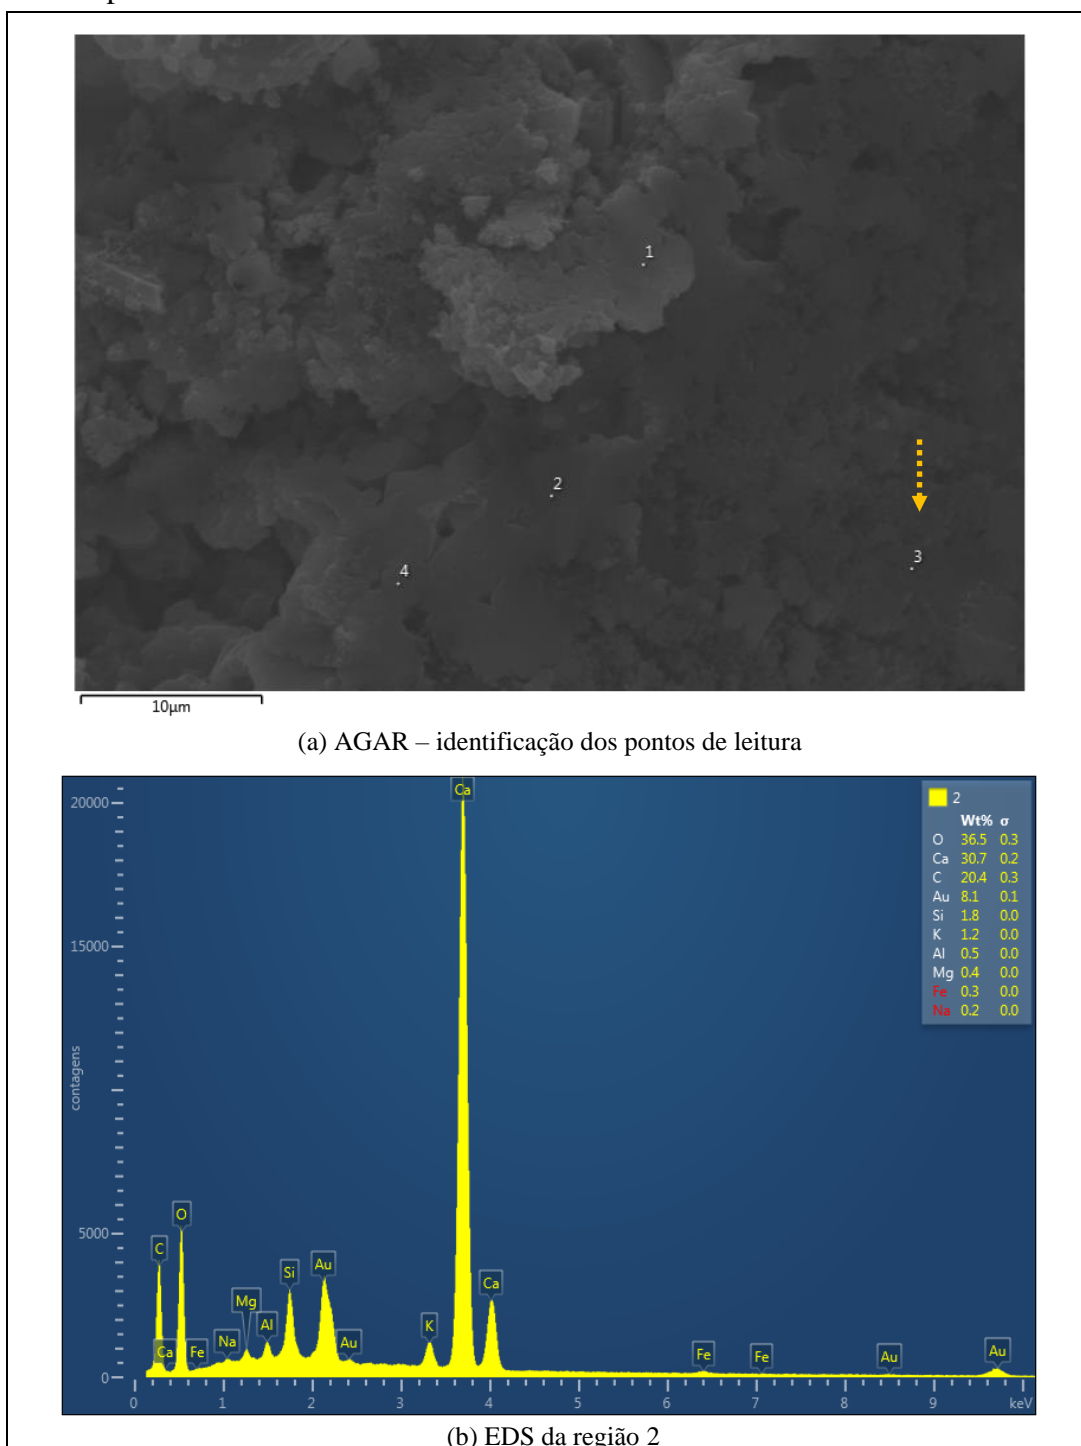 1
2
3
4
10µm
(a) AGAR – identificação dos pontos de leitura
20000
15000
5000
0
contagens
Ca
C
O
Ca
Fe
Na
Mg
Al
Si
Au
Au
K
Ca
Fe
Fe
Au
Au
0 1 2 3 4 5 6 7 8 9 keV
2
Wt% σ
O 36.5 0.3
Ca 30.7 0.2
C 20.4 0.3
Au 8.1 0.1
Si 1.8 0.0
K 1.2 0.0
Al 0.5 0.0
Mg 0.4 0.0
Fe 0.3 0.0
Na 0.2 0.0
(b) EDS da região 2